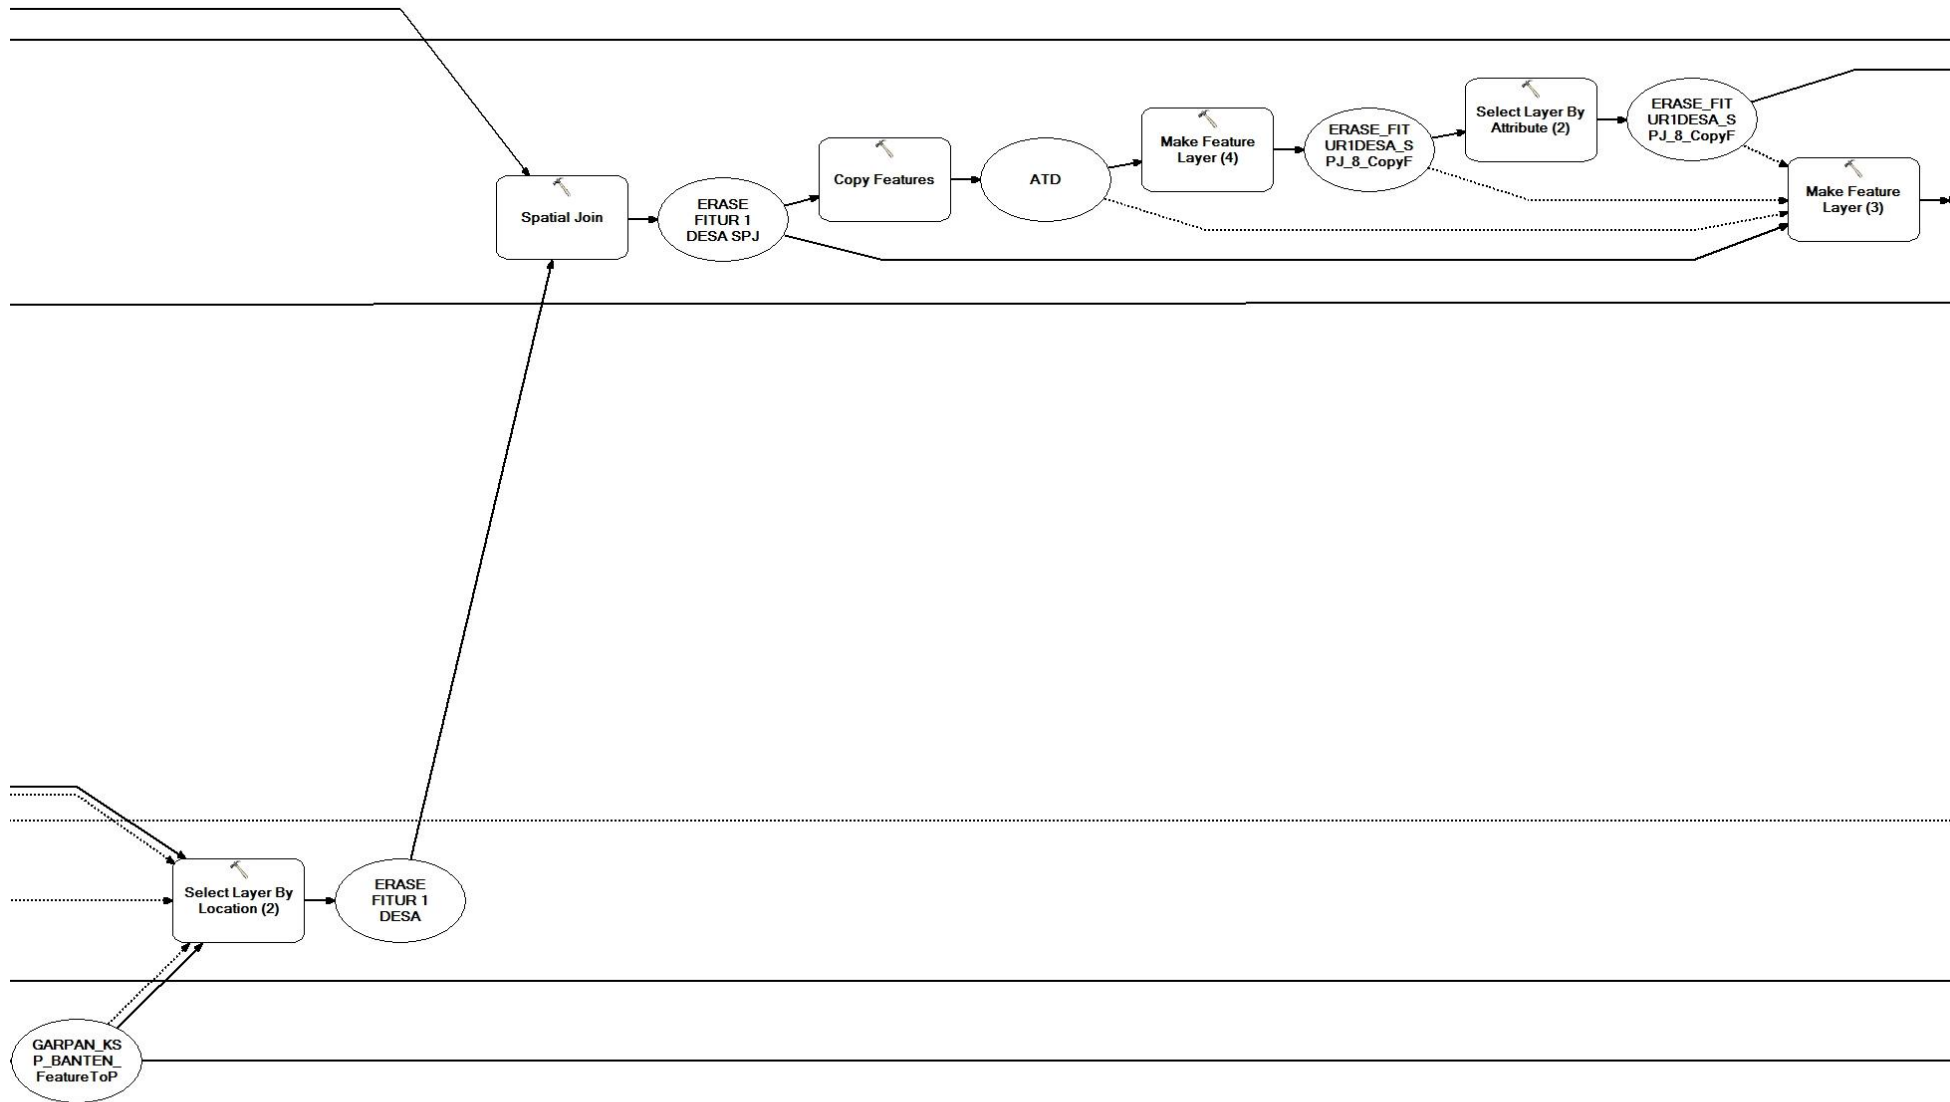 Spatial Join
ERASE
FITUR 1
DESA SPJ
Copy Features
ATD
Make Feature
Layer (4)
ERASE_FIT
UR1DESA_S
PJ_8_CopyF
Select Layer By
Attribute (2)
ERASE_FIT
UR1DESA_S
PJ_8_CopyF
Make Feature
Layer (3)
Select Layer By
Location (2)
ERASE
FITUR 1
DESA
GARPAN_KS
P_BANTEN_
FeatureToP